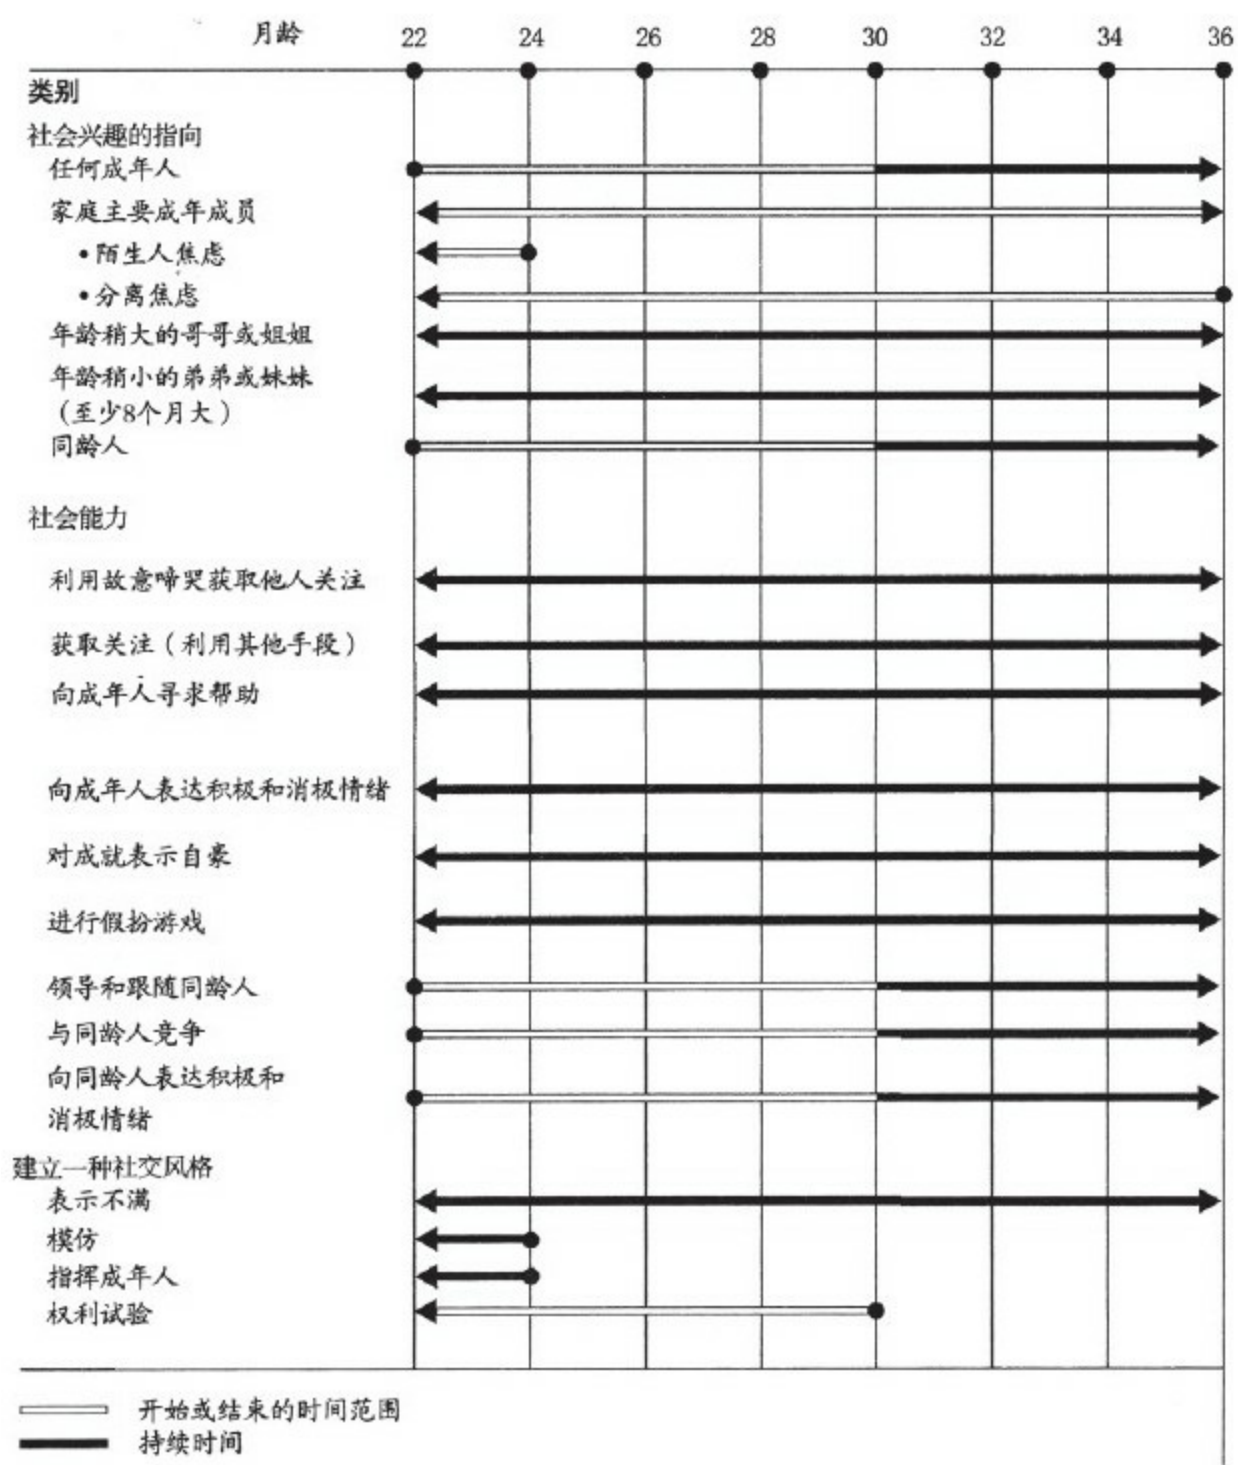 月龄 22 24 26 28 30 32 34 36
类别
社会兴趣的指向
任何成年人
家庭主要成年成员
•陌生人焦虑
•分离焦虑
年龄稍大的哥哥或姐姐
年龄稍小的弟弟或妹妹
（至少8个月大）
同龄人
社会能力
利用故意啼哭获取他人关注
获取关注（利用其他手段）
向成年人寻求帮助
向成年人表达积极和消极情绪
对成就表示自豪
进行假扮游戏
领导和跟随同龄人
与同龄人竞争
向同龄人表达积极和
消极情绪
建立一种社交风格
表示不满
模仿
指挥成年人
权利试验
开始或结束的时间范围
持续时间